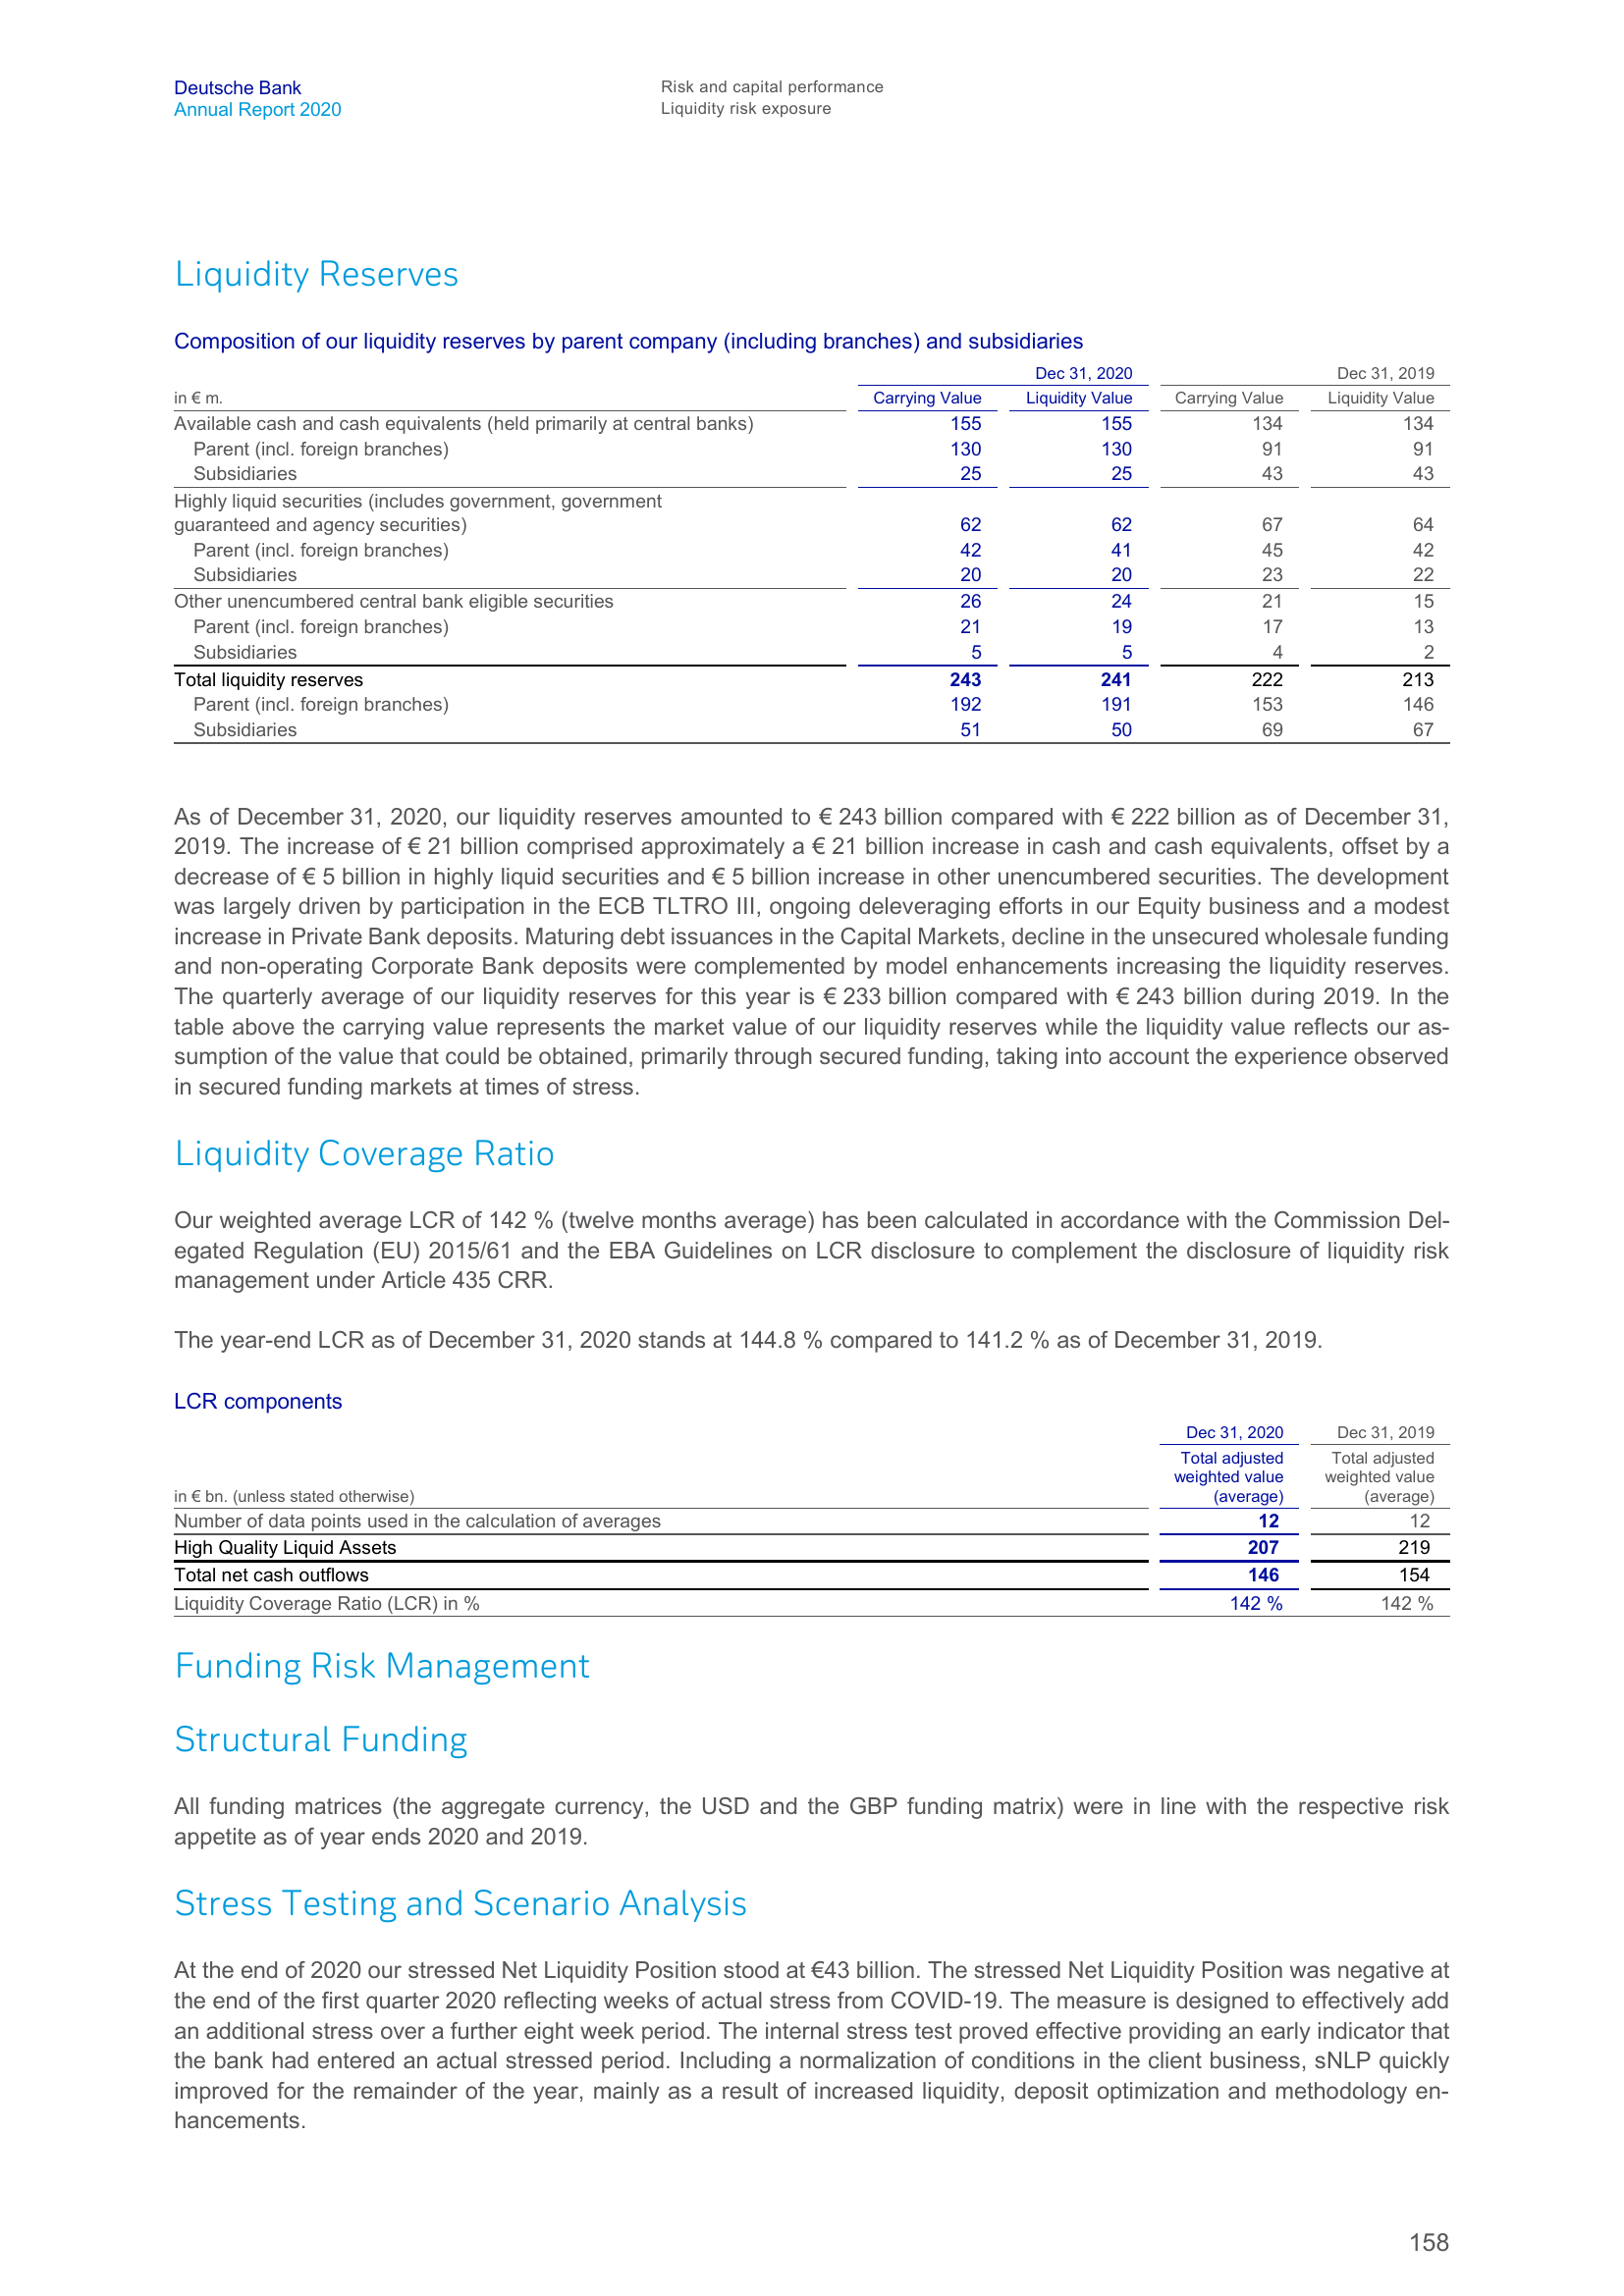 Deutsche Bank
Annual Report 2020
Risk and capital performance
Liquidity risk exposure
Liquidity Reserves
Composition of our liquidity reserves by parent company (including branches) and subsidiaries
Dec 31, 2020 Dec 31, 2019
in € m. Carrying Value Liquidity Value Carrying Value Liquidity Value
Available cash and cash equivalents (held primarily at central banks) 155 155 134 134
Parent (incl. foreign branches) 130 130 91 91
Subsidiaries 25 25 43 43
Highly liquid securities (includes government, government
guaranteed and agency securities) 62 62 67 64
Parent (incl. foreign branches) 42 41 45 42
Subsidiaries 20 20 23 22
Other unencumbered central bank eligible securities 26 24 21 15
Parent (incl. foreign branches) 21 19 17 13
Subsidiaries 5 5 4 2
Total liquidity reserves 243 241 222 213
Parent (incl. foreign branches) 192 191 153 146
Subsidiaries 51 50 69 67
As of December 31, 2020, our liquidity reserves amounted to € 243 billion compared with € 222 billion as of December 31,
2019. The increase of € 21 billion comprised approximately a € 21 billion increase in cash and cash equivalents, offset by a
decrease of € 5 billion in highly liquid securities and € 5 billion increase in other unencumbered securities. The development
was largely driven by participation in the ECB TLTRO III, ongoing deleveraging efforts in our Equity business and a modest
increase in Private Bank deposits. Maturing debt issuances in the Capital Markets, decline in the unsecured wholesale funding
and non-operating Corporate Bank deposits were complemented by model enhancements increasing the liquidity reserves.
The quarterly average of our liquidity reserves for this year is € 233 billion compared with € 243 billion during 2019. In the
table above the carrying value represents the market value of our liquidity reserves while the liquidity value reflects our as-
sumption of the value that could be obtained, primarily through secured funding, taking into account the experience observed
in secured funding markets at times of stress.
Liquidity Coverage Ratio
Our weighted average LCR of 142 % (twelve months average) has been calculated in accordance with the Commission Del-
egated Regulation (EU) 2015/61 and the EBA Guidelines on LCR disclosure to complement the disclosure of liquidity risk
management under Article 435 CRR.
The year-end LCR as of December 31, 2020 stands at 144.8 % compared to 141.2 % as of December 31, 2019.
LCR components
Dec 31, 2020 Dec 31, 2019
Total adjusted Total adjusted
weighted value weighted value
in € bn. (unless stated otherwise) (average) (average)
Number of data points used in the calculation of averages 12 12
High Quality Liquid Assets 207 219
Total net cash outflows 146 154
Liquidity Coverage Ratio (LCR) in % 142 % 142 %
Funding Risk Management
Structural Funding
All funding matrices (the aggregate currency, the USD and the GBP funding matrix) were in line with the respective risk
appetite as of year ends 2020 and 2019.
Stress Testing and Scenario Analysis
At the end of 2020 our stressed Net Liquidity Position stood at €43 billion. The stressed Net Liquidity Position was negative at
the end of the first quarter 2020 reflecting weeks of actual stress from COVID-19. The measure is designed to effectively add
an additional stress over a further eight week period. The internal stress test proved effective providing an early indicator that
the bank had entered an actual stressed period. Including a normalization of conditions in the client business, sNLP quickly
improved for the remainder of the year, mainly as a result of increased liquidity, deposit optimization and methodology en-
hancements.
158